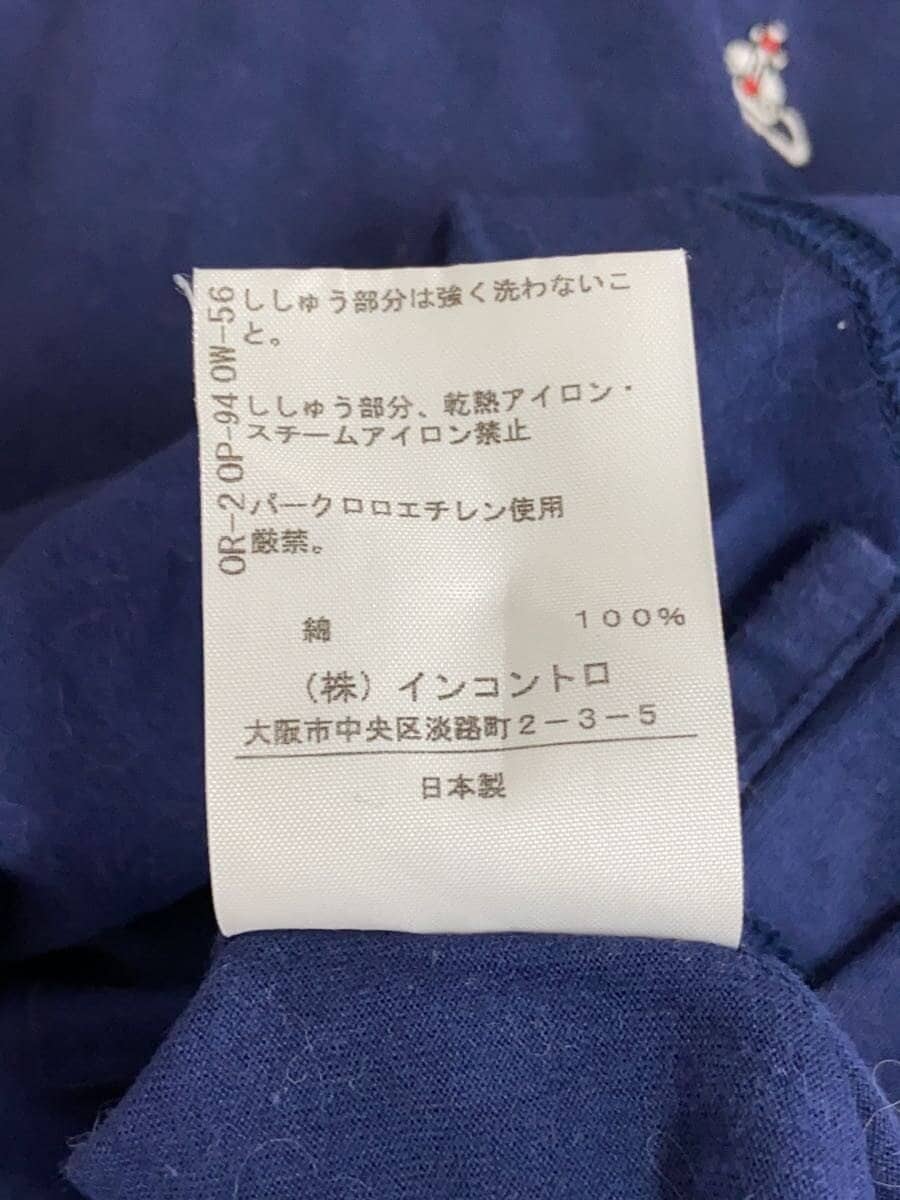 ししゅう部分は強く洗わないこ
と。
ししゅう部分、乾熱アイロン・
スチームアイロン禁止
パークロロエチレン使用
厳禁。
綿 100%
（株）インコントロ
大阪市中央区淡路町2-3-5
日本製
OR-2 OP-94 OW-56